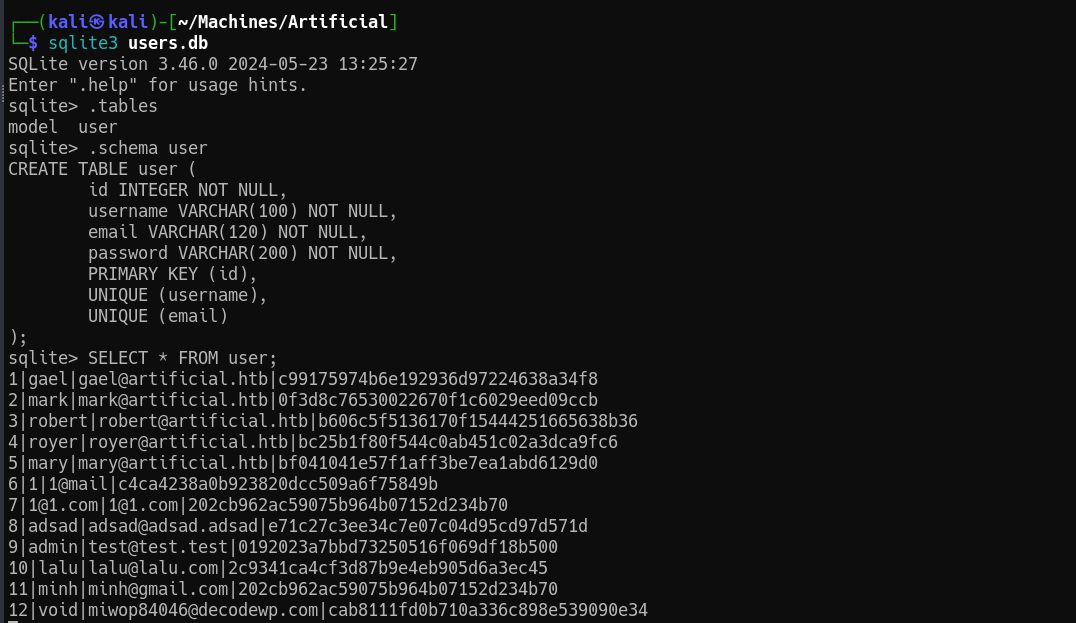 ┌──(kali㉿kali)-[~/Machines/Artificial]
└─$ sqlite3 users.db
SQLite version 3.46.0 2024-05-23 13:25:27
Enter ".help" for usage hints.
sqlite> .tables
model  user
sqlite> .schema user
CREATE TABLE user (
        id INTEGER NOT NULL,
        username VARCHAR(100) NOT NULL,
        email VARCHAR(120) NOT NULL,
        password VARCHAR(200) NOT NULL,
        PRIMARY KEY (id),
        UNIQUE (username),
        UNIQUE (email)
);
sqlite> SELECT * FROM user;
1|gael|gael@artificial.htb|c99175974b6e192936d97224638a34f8
2|mark|mark@artificial.htb|0f3d8c76530022670f1c6029eed09ccb
3|robert|robert@artificial.htb|b606c5f5136170f15444251665638b36
4|royer|royer@artificial.htb|bc25b1f80f544c0ab451c02a3dca9fc6
5|mary|mary@artificial.htb|bf041041e57f1aff3be7ea1abd6129d0
6|1|1@mail|c4ca4238a0b923820dcc509a6f75849b
7|1@1.com|1@1.com|202cb962ac59075b964b07152d234b70
8|adsad|adsad@adsad.adsad|e71c27c3ee34c7e07c04d95cd97d571d
9|admin|test@test.test|0192023a7bbd73250516f069df18b500
10|lalu|lalu@lalu.com|2c9341ca4cf3d87b9e4eb905d6a3ec45
11|minh|minh@gmail.com|202cb962ac59075b964b07152d234b70
12|void|miwop84046@decodewp.com|cab8111fd0b710a336c898e539090e34